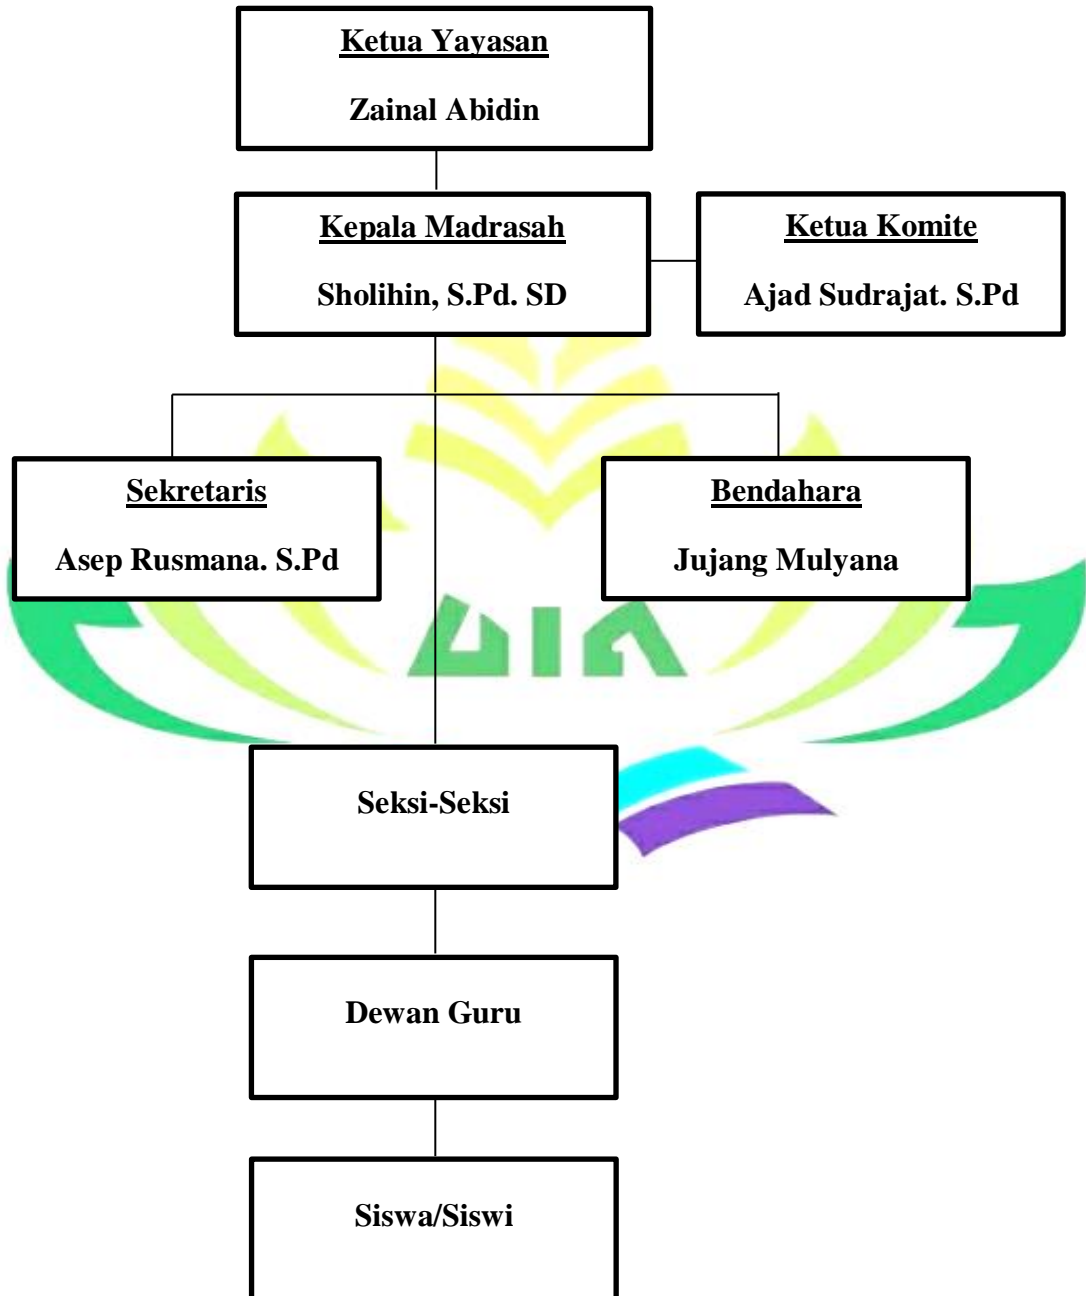 Ketua Yayasan
Zainal Abidin
Kepala Madrasah
Sholihin, S.Pd. SD
Ketua Komite
Ajad Sudrajat. S.Pd
Sekretaris
Asep Rusmana. S.Pd
Bendahara
Jujang Mulyana
Seksi-Seksi
Dewan Guru
Siswa/Siswi